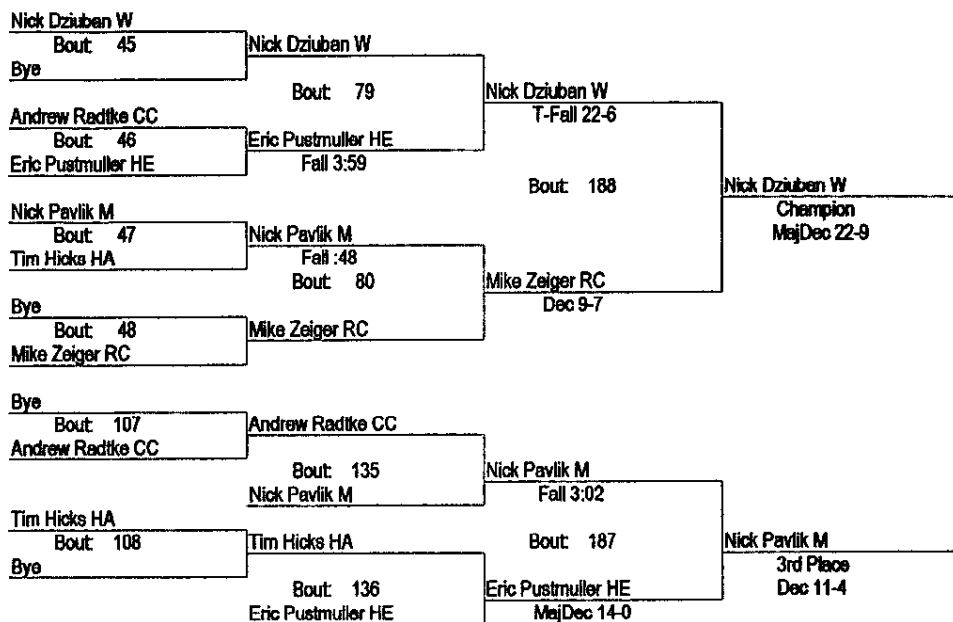 Nick Dziuban W
Bout: 45
Bye
Nick Dziuban W
Bout: 79
Andrew Radtke CC
Bout: 46
Eric Pustmuller HE
Eric Pustmuller HE
Fall 3:59
Nick Dziuban W
T-Fall 22-6
Bout: 188
Nick Pavlik M
Bout: 47
Tim Hicks HA
Nick Pavlik M
Fall :48
Bout: 80
Bye
Bout: 48
Mike Zeiger RC
Mike Zeiger RC
Mike Zeiger RC
Dec 9-7
Nick Dziuban W
Champion
MajDec 22-9
Bye
Bout: 107
Andrew Radtke CC
Andrew Radtke CC
Bout: 135
Nick Pavlik M
Nick Pavlik M
Fall 3:02
Bout: 187
Tim Hicks HA
Bout: 108
Bye
Tim Hicks HA
Bout: 136
Eric Pustmuller HE
Eric Pustmuller HE
MajDec 14-0
Nick Pavlik M
3rd Place
Dec 11-4